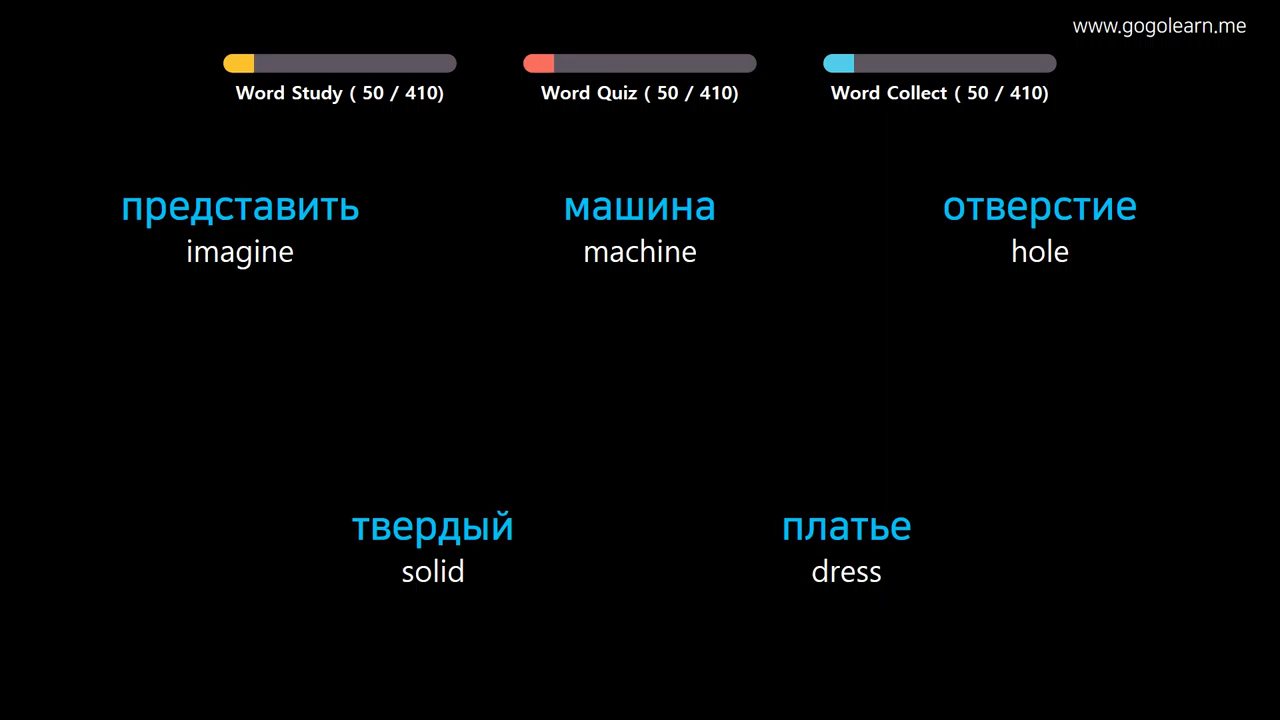 www.gogolearn.me
Word Study ( 50 / 410)
Word Quiz ( 50 / 410)
Word Collect ( 50 / 410)
представить
imagine
машина
machine
отверстие
hole
твердый
solid
платье
dress